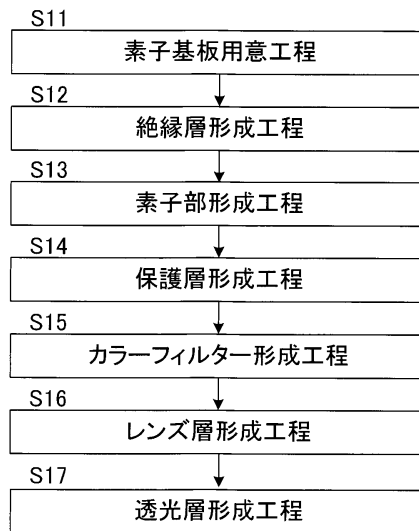 S11
素子基板用意工程
S12
絶縁層形成工程
S13
素子部形成工程
S14
保護層形成工程
S15
カラーフィルター形成工程
S16
レンズ層形成工程
S17
透光層形成工程